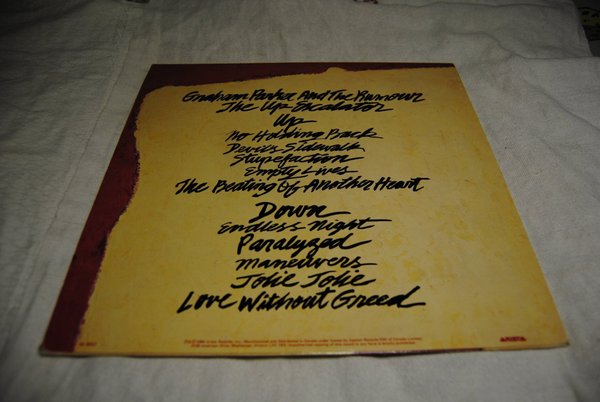 Graham Parker And The Rumour
The Up Escalator
Up
No Holding Back
Devil's Sidewalk
Stupefaction
Empty Lives
The Beating Of Another Heart
Down
Endless Night
Paralyzed
Maneuvers
Jolie Jolie
Love Without Greed
ARISTA